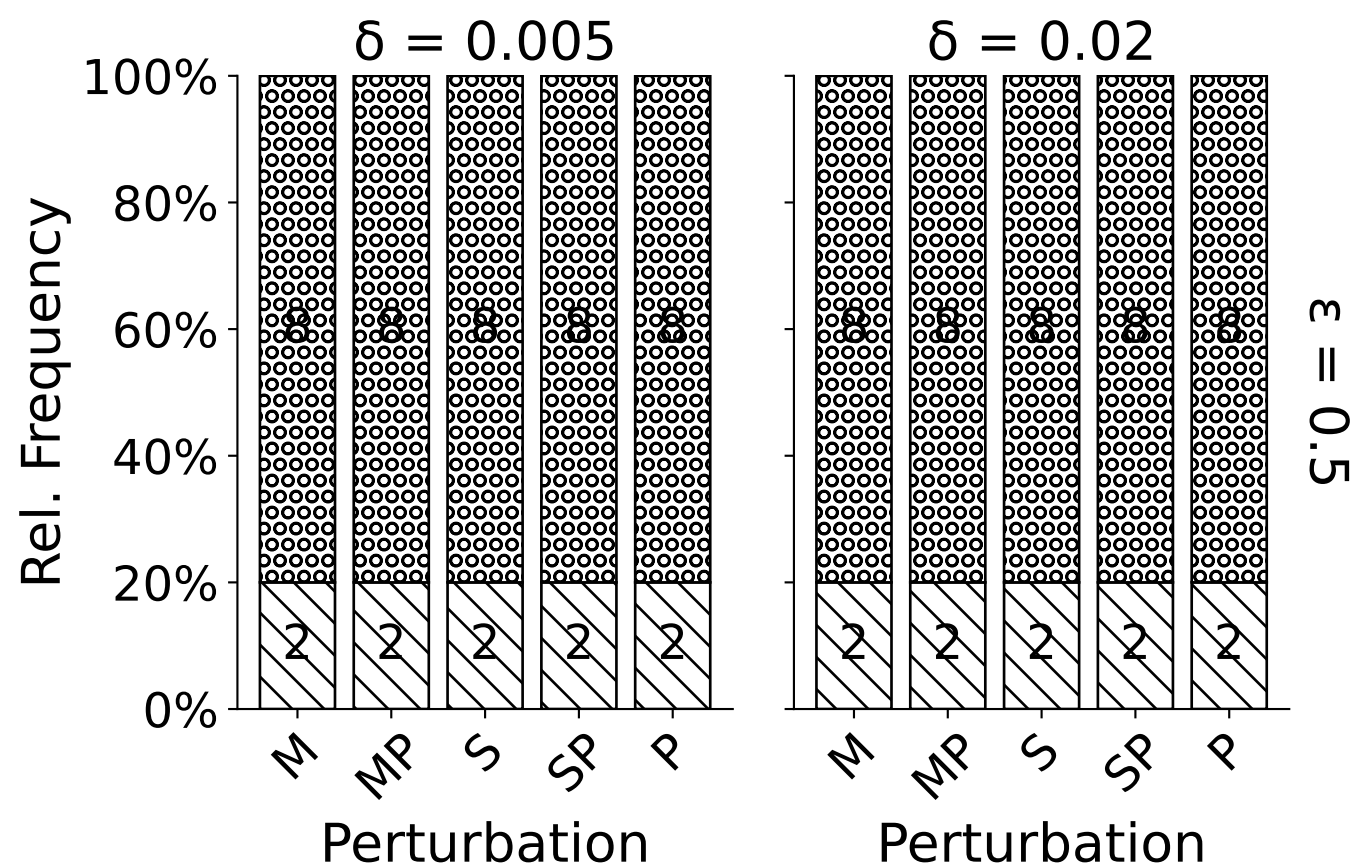 δ = 0.005 δ = 0.02
100%
80%
60%
40%
20%
0%
Rel. Frequency
8 8 8 8 8 8 8 8 8 8
2 2 2 2 2 2 2 2 2 2
M MP S SP P M MP S SP P
Perturbation Perturbation
ε = 0.5